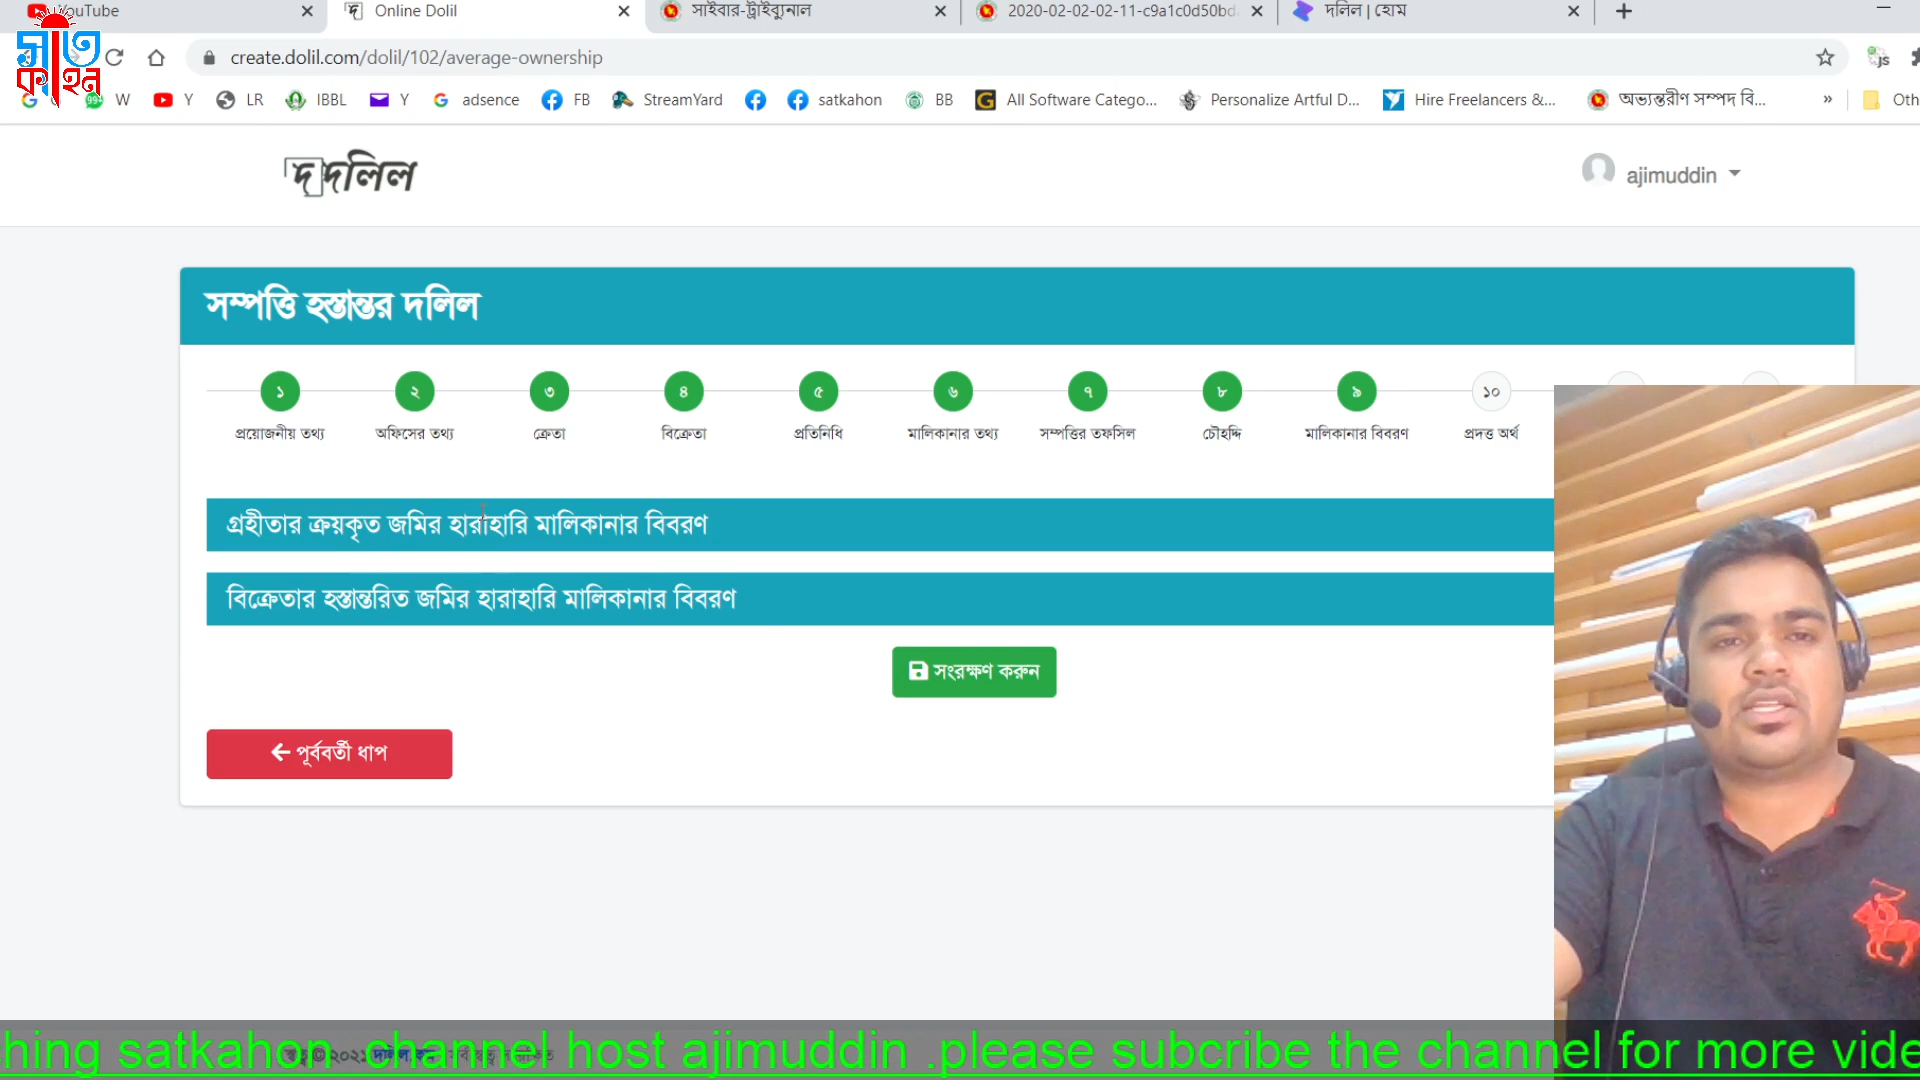 YouTube
Online Dolil
সাইবার-ট্রাইব্যুনাল
2020-02-02-02-11-c9a1c0d50bd
দলিল | হোম
সাত কাহন
create.dolil.com/dolil/102/average-ownership
99+ W
Y
LR
IBBL
Y
adsence
FB
StreamYard
satkahon
BB
All Software Catego...
Personalize Artful D...
Hire Freelancers &...
অভ্যন্তরীণ সম্পদ বি...
»
Oth
দ দলিল
ajimuddin
সম্পত্তি হস্তান্তর দলিল
১ ২ ৩ ৪ ৫ ৬ ৭ ৮ ৯ ১০
প্রয়োজনীয় তথ্য অফিসের তথ্য ক্রেতা বিক্রেতা প্রতিনিধি মালিকানার তথ্য সম্পত্তির তফসিল চৌহদ্দি মালিকানার বিবরণ প্রদত্ত অর্থ
গ্রহীতার ক্রয়কৃত জমির হারাহারি মালিকানার বিবরণ
বিক্রেতার হস্তান্তরিত জমির হারাহারি মালিকানার বিবরণ
সংরক্ষণ করুন
পূর্ববর্তী ধাপ
hing satkahon channel host ajimuddin .please subcribe the channel for more vide